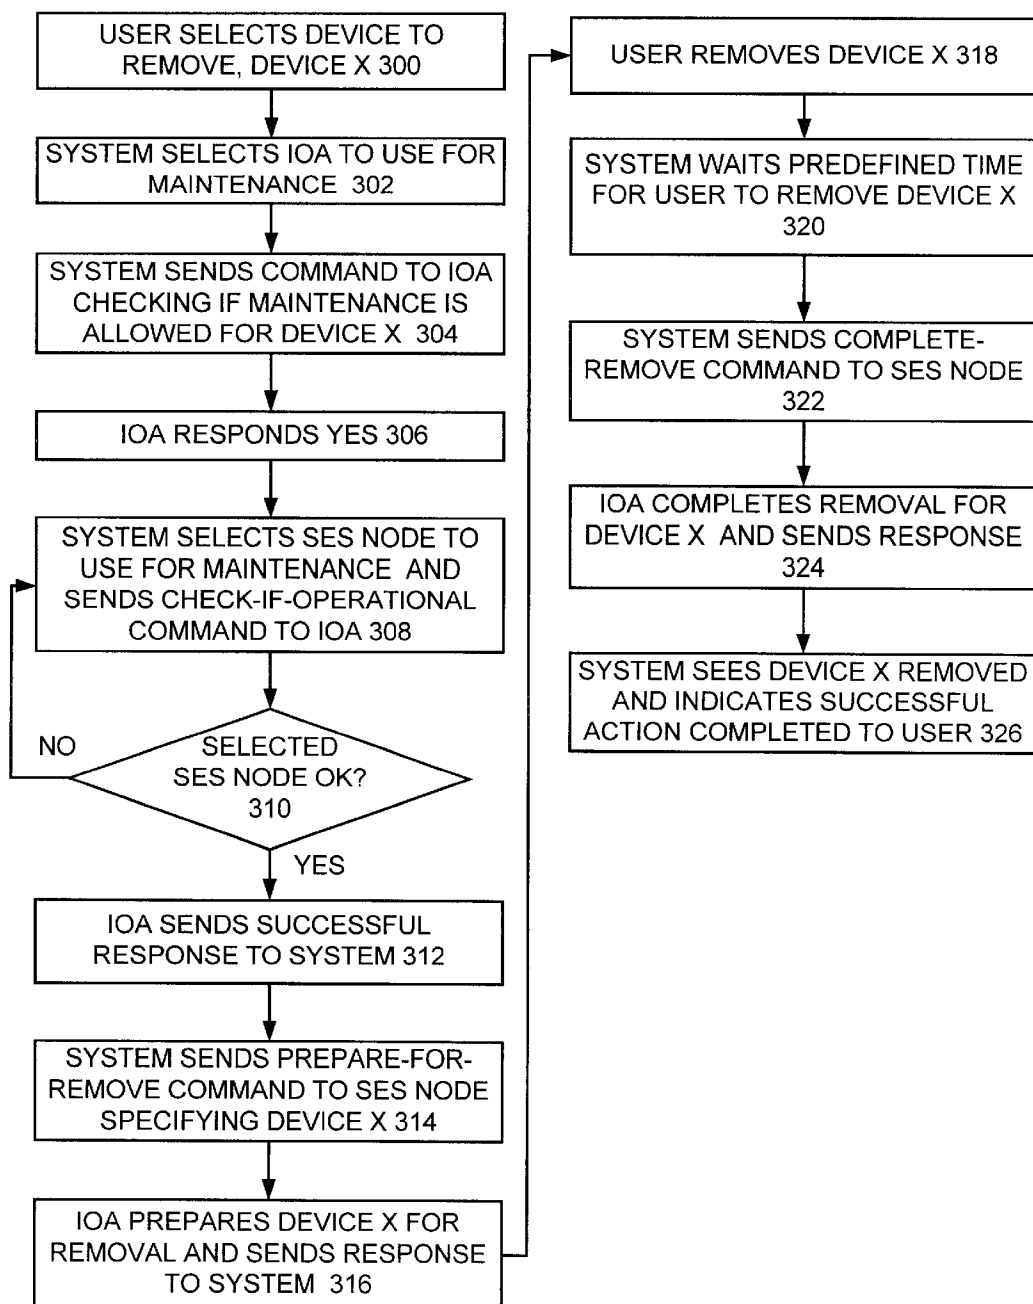 USER SELECTS DEVICE TO
REMOVE, DEVICE X 300
SYSTEM SELECTS IOA TO USE FOR
MAINTENANCE 302
SYSTEM SENDS COMMAND TO IOA
CHECKING IF MAINTENANCE IS
ALLOWED FOR DEVICE X 304
IOA RESPONDS YES 306
SYSTEM SELECTS SES NODE TO
USE FOR MAINTENANCE AND
SENDS CHECK-IF-OPERATIONAL
COMMAND TO IOA 308
NO
SELECTED
SES NODE OK?
310
YES
IOA SENDS SUCCESSFUL
RESPONSE TO SYSTEM 312
SYSTEM SENDS PREPARE-FOR-
REMOVE COMMAND TO SES NODE
SPECIFYING DEVICE X 314
IOA PREPARES DEVICE X FOR
REMOVAL AND SENDS RESPONSE
TO SYSTEM 316
USER REMOVES DEVICE X 318
SYSTEM WAITS PREDEFINED TIME
FOR USER TO REMOVE DEVICE X
320
SYSTEM SENDS COMPLETE-
REMOVE COMMAND TO SES NODE
322
IOA COMPLETES REMOVAL FOR
DEVICE X AND SENDS RESPONSE
324
SYSTEM SEES DEVICE X REMOVED
AND INDICATES SUCCESSFUL
ACTION COMPLETED TO USER 326